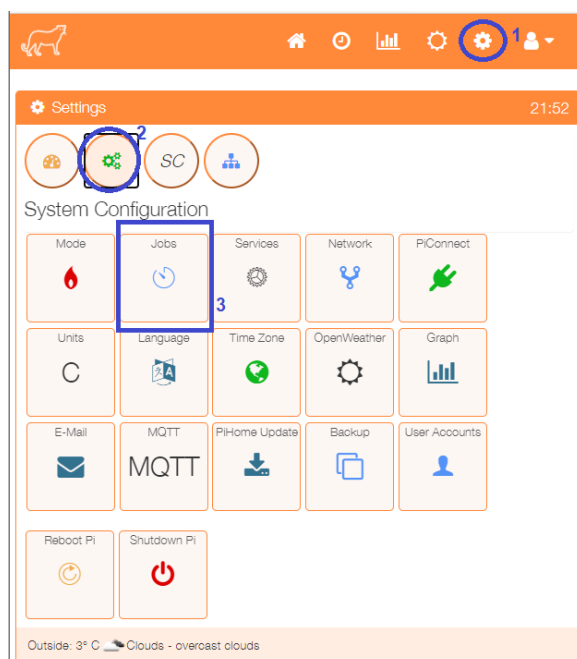 1
Settings 21:52
2
SC
System Configuration
Mode Jobs Services Network PiConnect
3
Units Language Time Zone OpenWeather Graph
C A
E-Mail MQTT PiHome Update Backup User Accounts
MQTT
Reboot Pi Shutdown Pi
Outside: 3° C Clouds - overcast clouds